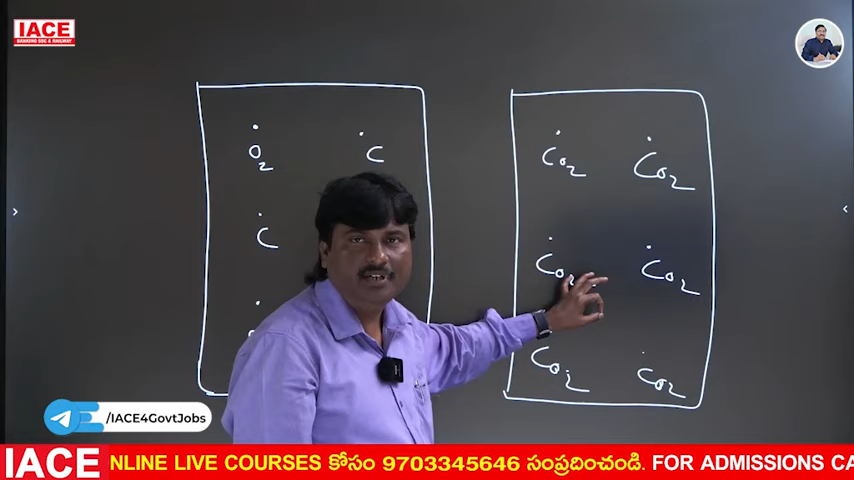 IACE
BANKING SSC & RAILWAY
O2 C
C
CO2 CO2
CO2 CO2
CO2 CO2
/IACE4GovtJobs
IACE NLINE LIVE COURSES కోసం 9703345646 సంప్రదించండి. FOR ADMISSIONS CA